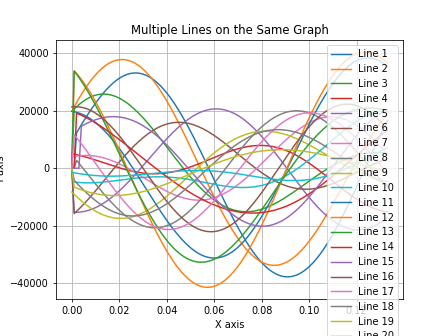 Multiple Lines on the Same Graph
40000
20000
0
−20000
−40000
0.00
0.02
0.04
0.06
0.08
0.10
X axis
Line 1
Line 2
Line 3
Line 4
Line 5
Line 6
Line 7
Line 8
Line 9
Line 10
Line 11
Line 12
Line 13
Line 14
Line 15
Line 16
Line 17
Line 18
Line 19
Line 20